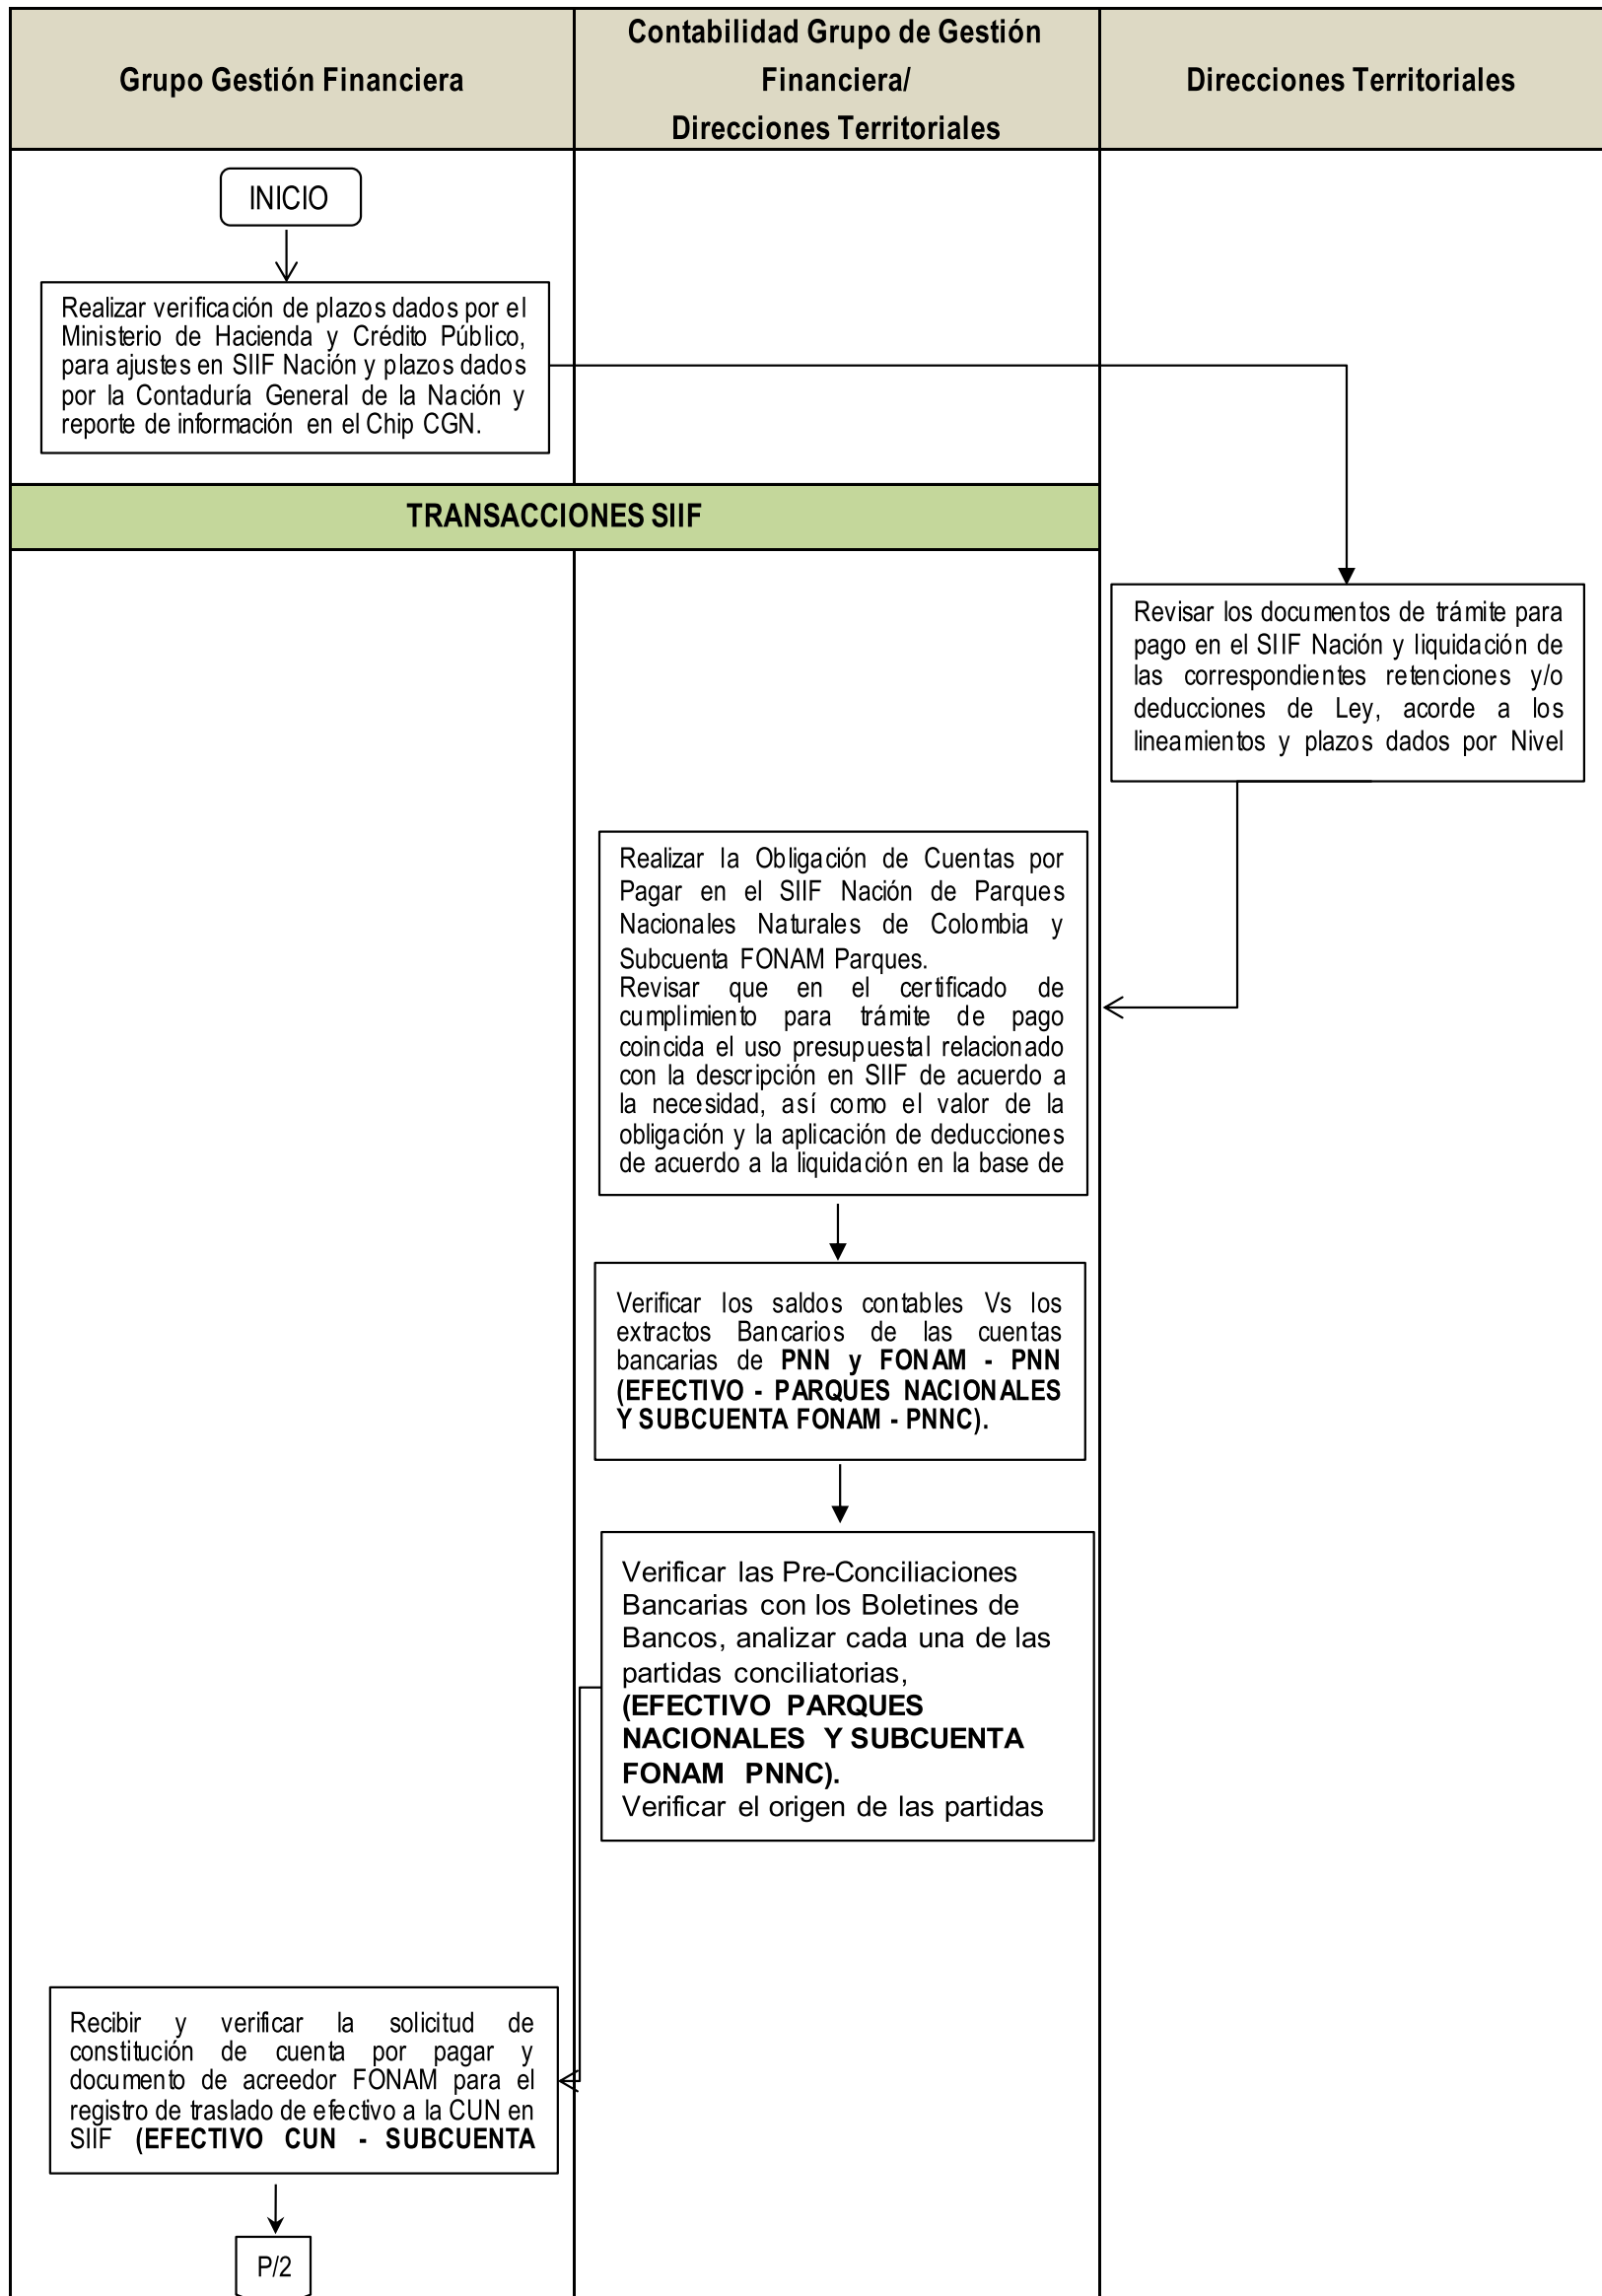 Grupo Gestión Financiera
Contabilidad Grupo de Gestión
Financiera/
Direcciones Territoriales
Direcciones Territoriales
INICIO
Realizar verificación de plazos dados por el
Ministerio de Hacienda y Crédito Público,
para ajustes en SIIF Nación y plazos dados
por la Contaduría General de la Nación y
reporte de información en el Chip CGN.
TRANSACCIONES SIIF
Revisar los documentos de trámite para
pago en el SIIF Nación y liquidación de
las correspondientes retenciones y/o
deducciones de Ley, acorde a los
lineamientos y plazos dados por Nivel
Realizar la Obligación de Cuentas por
Pagar en el SIIF Nación de Parques
Nacionales Naturales de Colombia y
Subcuenta FONAM Parques.
Revisar que en el certificado de
cumplimiento para trámite de pago
coincida el uso presupuestal relacionado
con la descripción en SIIF de acuerdo a
la necesidad, así como el valor de la
obligación y la aplicación de deducciones
de acuerdo a la liquidación en la base de
Verificar los saldos contables Vs los
extractos Bancarios de las cuentas
bancarias de PNN y FONAM - PNN
(EFECTIVO - PARQUES NACIONALES
Y SUBCUENTA FONAM - PNNC).
Verificar las Pre-Conciliaciones
Bancarias con los Boletines de
Bancos, analizar cada una de las
partidas conciliatorias,
(EFECTIVO PARQUES
NACIONALES Y SUBCUENTA
FONAM PNNC).
Verificar el origen de las partidas
Recibir y verificar la solicitud de
constitución de cuenta por pagar y
documento de acreedor FONAM para el
registro de traslado de efectivo a la CUN en
SIIF (EFECTIVO CUN - SUBCUENTA
P/2